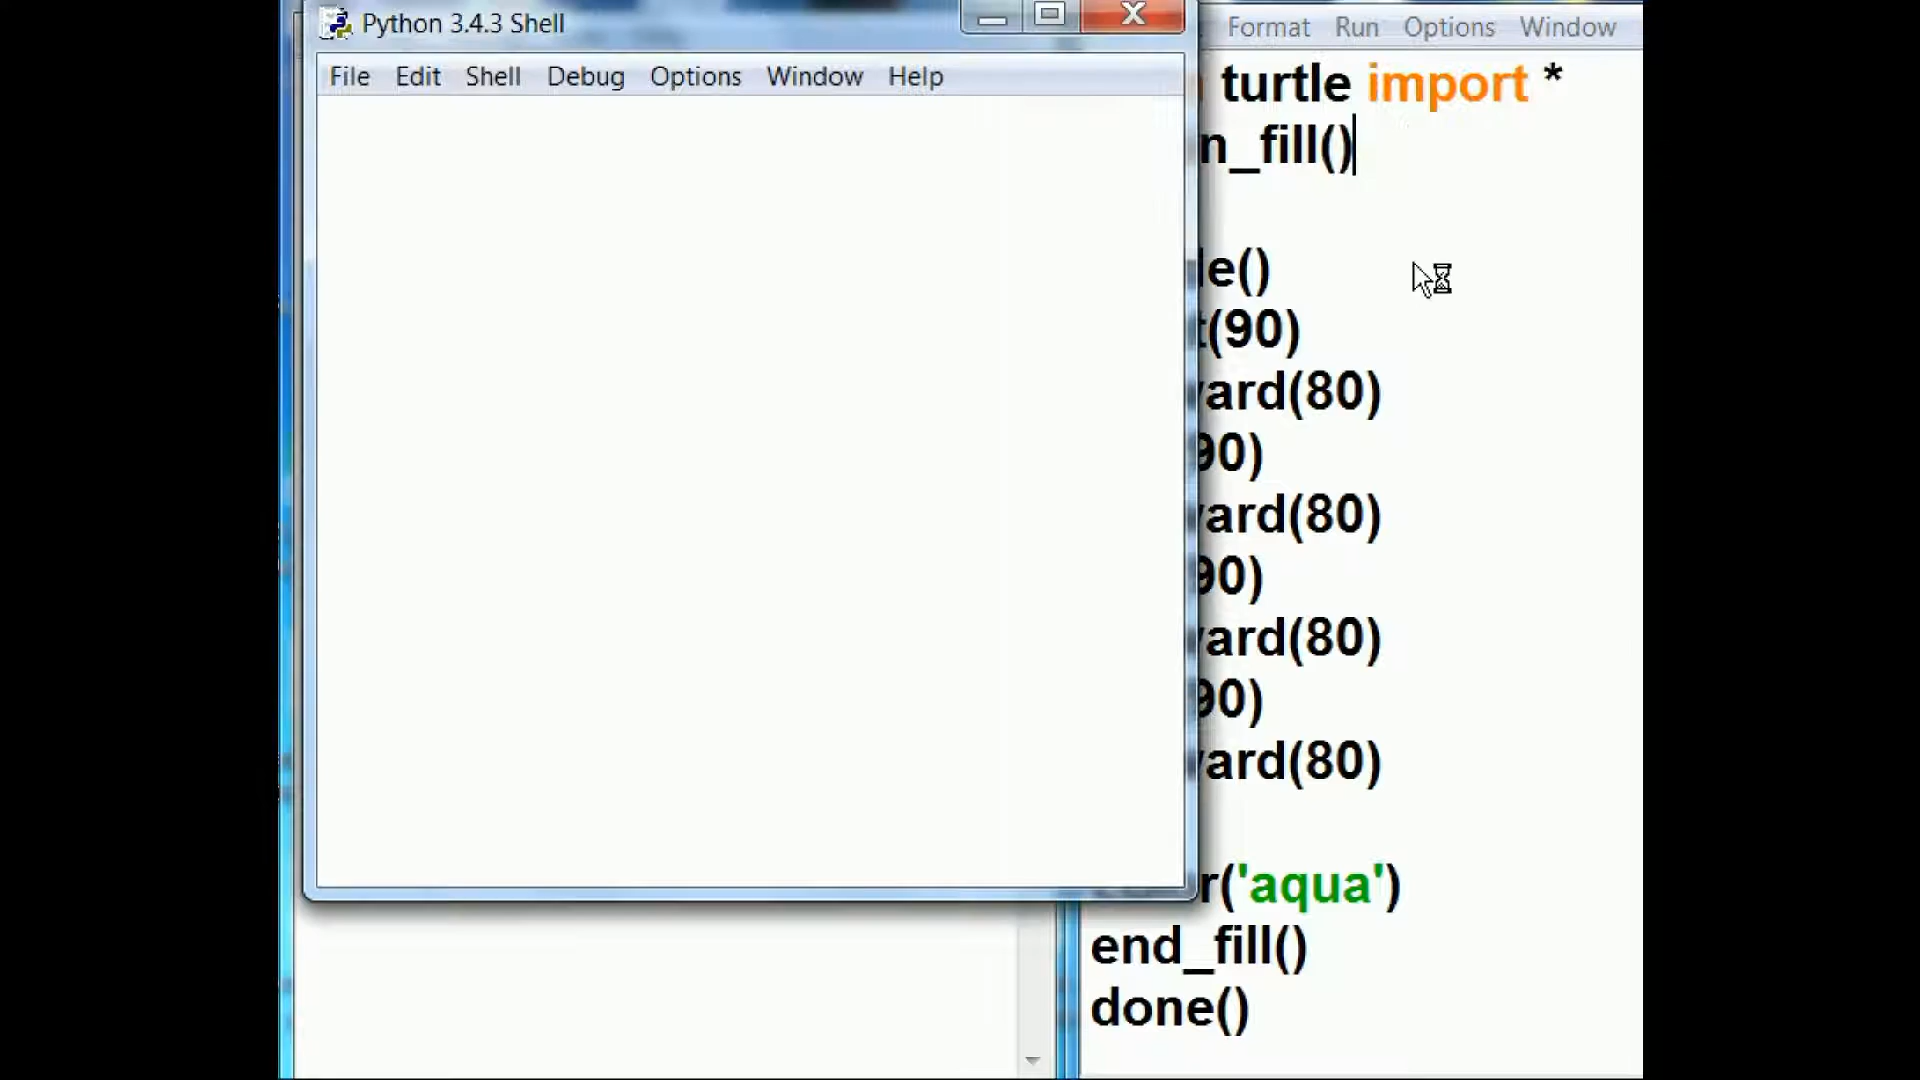 Python 3.4.3 Shell
File Edit Shell Debug Options Window Help
Format Run Options Window
turtle import *
n_fill()
le()
t(90)
ard(80)
90)
ard(80)
90)
ard(80)
90)
ard(80)
r('aqua')
end_fill()
done()